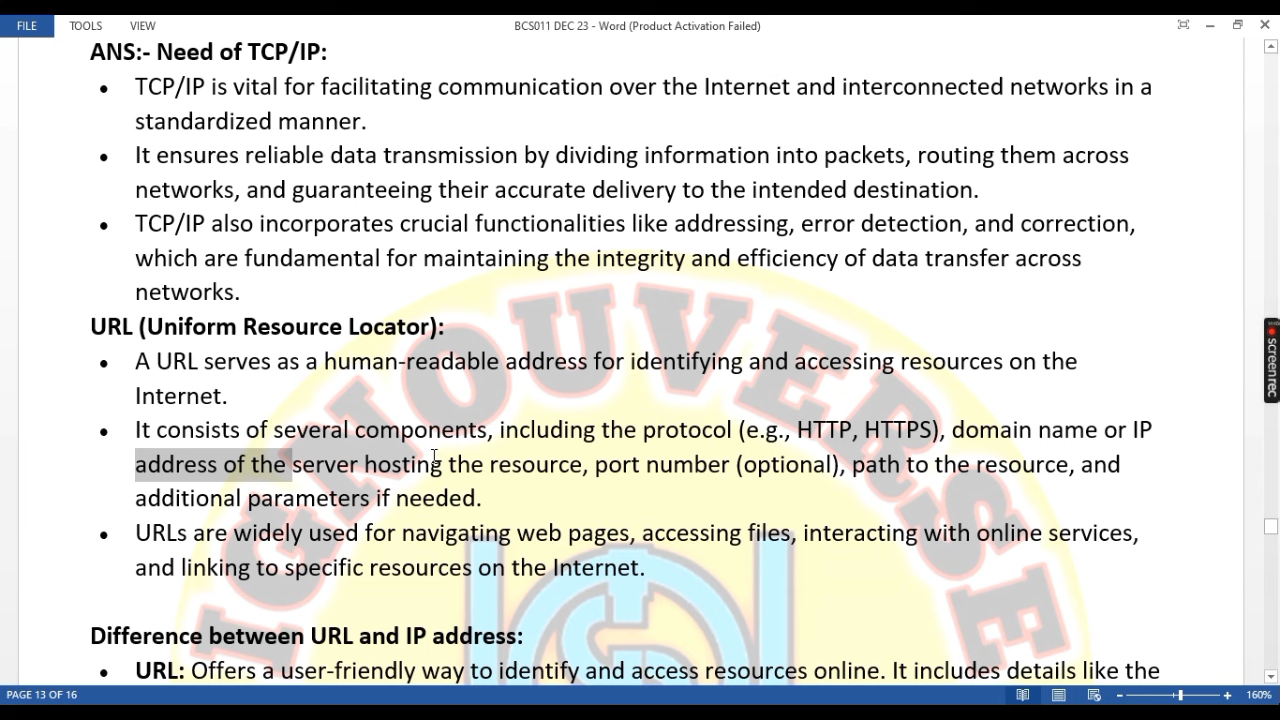 FILE TOOLS VIEW BCS011 DEC 23 - Word (Product Activation Failed)
ANS:- Need of TCP/IP:
• TCP/IP is vital for facilitating communication over the Internet and interconnected networks in a
standardized manner.
• It ensures reliable data transmission by dividing information into packets, routing them across
networks, and guaranteeing their accurate delivery to the intended destination.
• TCP/IP also incorporates crucial functionalities like addressing, error detection, and correction,
which are fundamental for maintaining the integrity and efficiency of data transfer across
networks.
URL (Uniform Resource Locator):
• A URL serves as a human-readable address for identifying and accessing resources on the
Internet.
• It consists of several components, including the protocol (e.g., HTTP, HTTPS), domain name or IP
address of the server hosting the resource, port number (optional), path to the resource, and
additional parameters if needed.
• URLs are widely used for navigating web pages, accessing files, interacting with online services,
and linking to specific resources on the Internet.
Difference between URL and IP address:
• URL: Offers a user-friendly way to identify and access resources online. It includes details like the
IGNOUVERSE
screenrec
PAGE 13 OF 16 160%